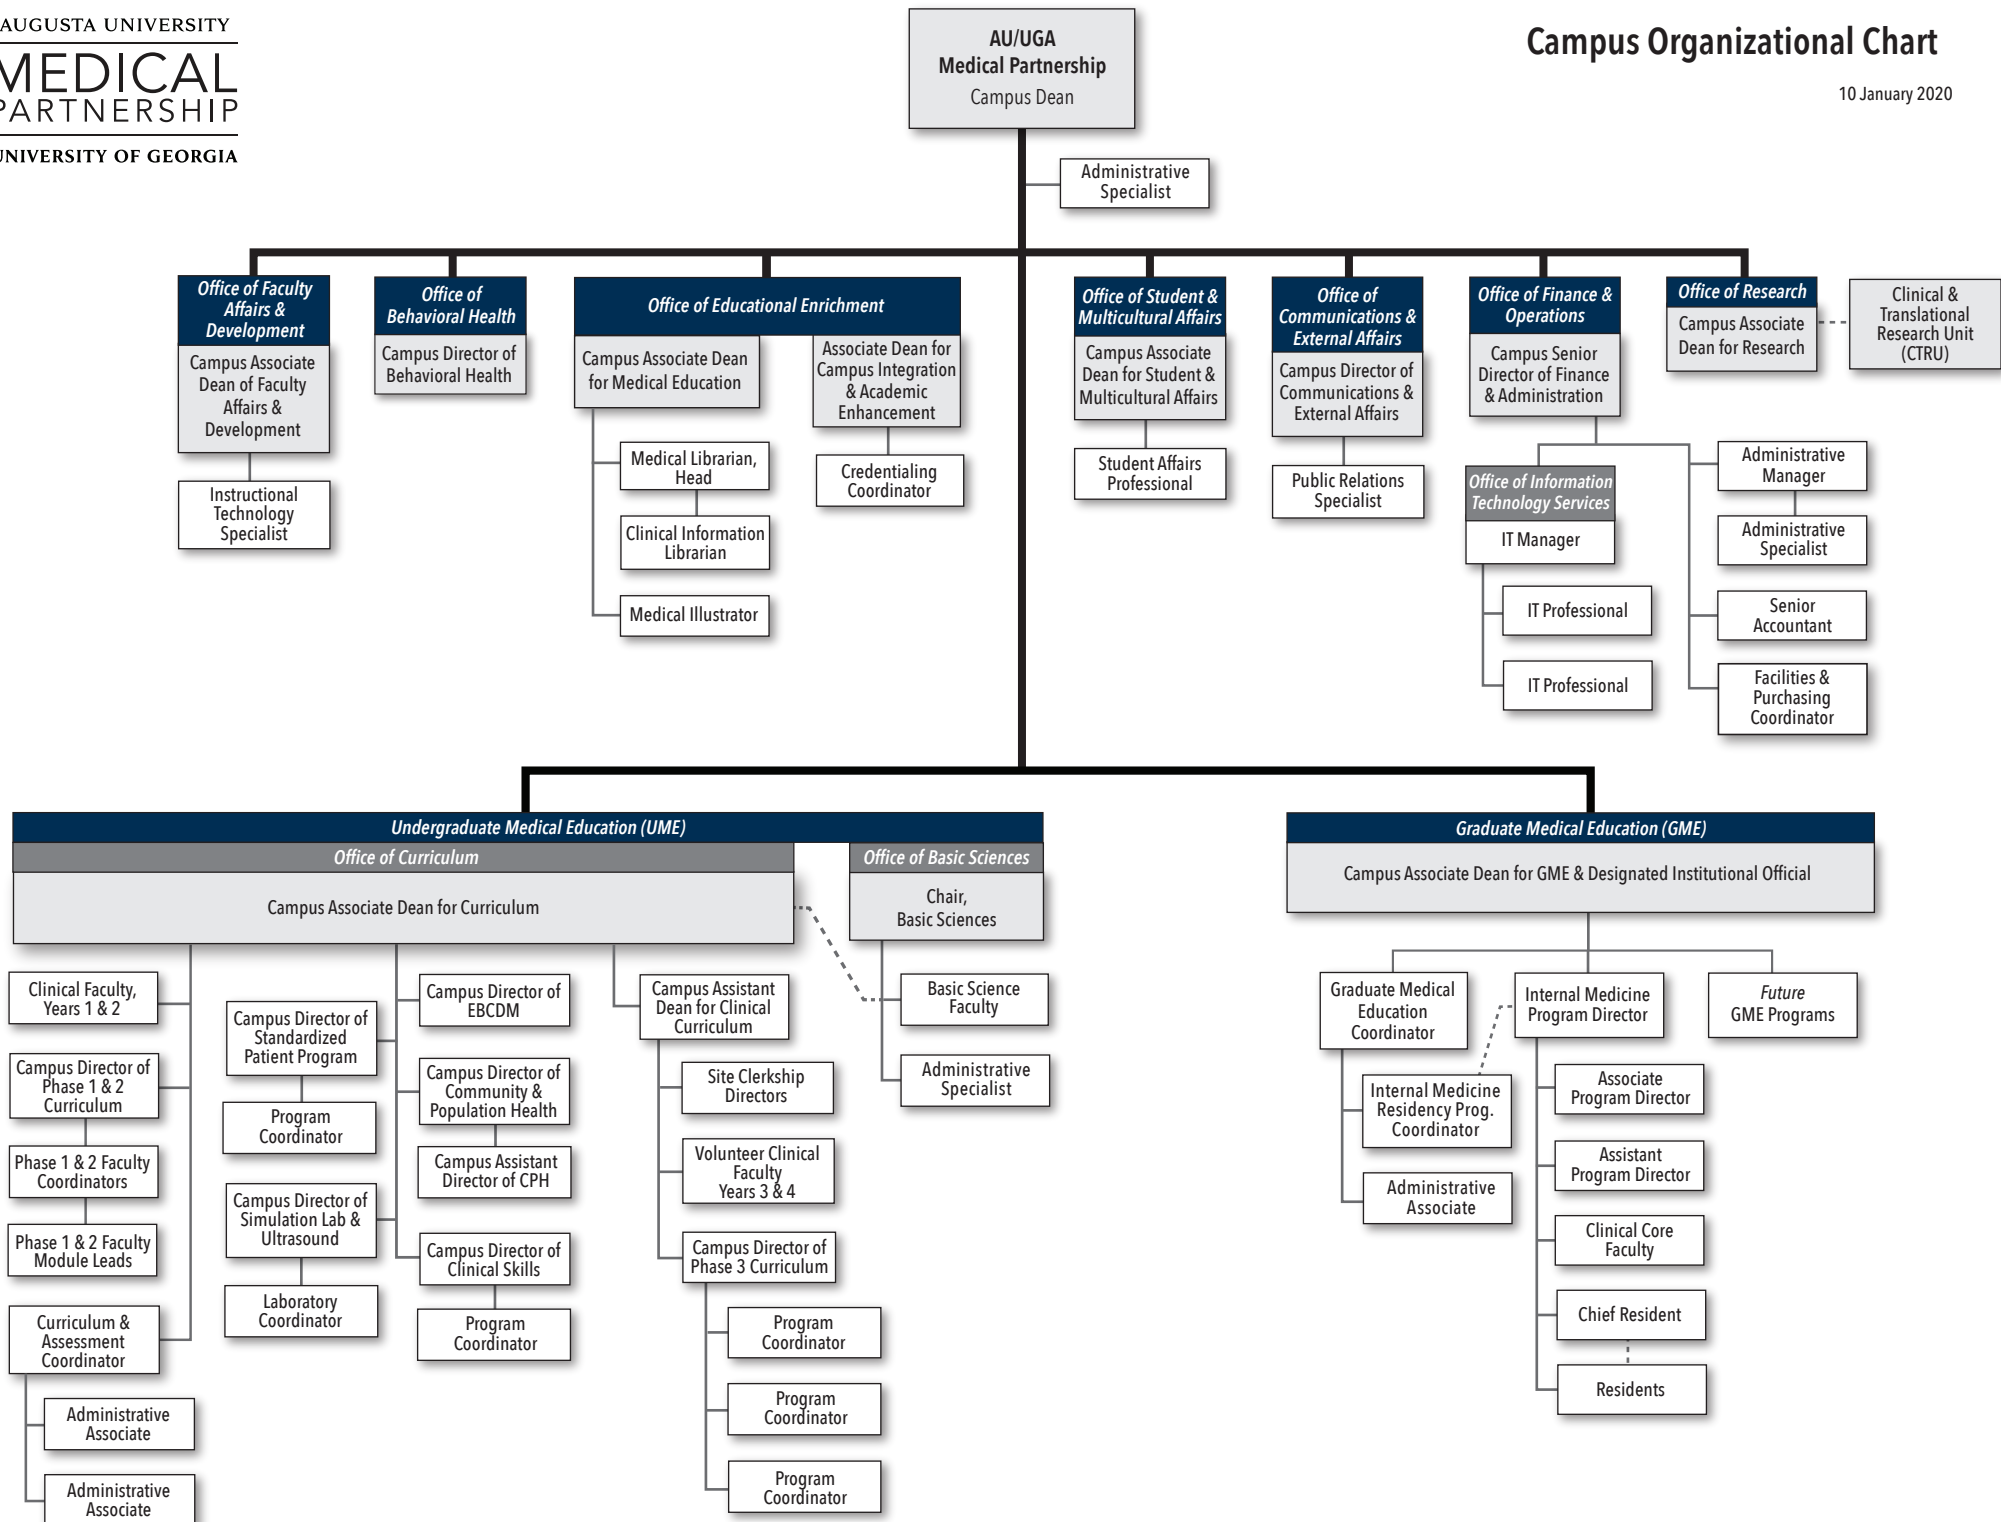 AUGUSTA UNIVERSITY
MEDICAL
PARTNERSHIP
UNIVERSITY OF GEORGIA
AU/UGA
Medical Partnership
Campus Dean
Campus Organizational Chart
10 January 2020
Administrative
Specialist
Office of Faculty
Affairs &
Development
Campus Associate
Dean of Faculty
Affairs &
Development
Instructional
Technology
Specialist
Office of
Behavioral Health
Campus Director of
Behavioral Health
Office of Educational Enrichment
Campus Associate Dean
for Medical Education
Medical Librarian,
Head
Clinical Information
Librarian
Medical Illustrator
Associate Dean for
Campus Integration
& Academic
Enhancement
Credentialing
Coordinator
Office of Student &
Multicultural Affairs
Campus Associate
Dean for Student &
Multicultural Affairs
Student Affairs
Professional
Office of
Communications &
External Affairs
Campus Director of
Communications &
External Affairs
Public Relations
Specialist
Office of Finance &
Operations
Campus Senior
Director of Finance
& Administration
Office of Information
Technology Services
IT Manager
IT Professional
IT Professional
Administrative
Manager
Administrative
Specialist
Senior
Accountant
Facilities &
Purchasing
Coordinator
Office of Research
Campus Associate
Dean for Research
Clinical &
Translational
Research Unit
(CTRU)
Undergraduate Medical Education (UME)
Office of Curriculum
Campus Associate Dean for Curriculum
Clinical Faculty,
Years 1 & 2
Campus Director of
Phase 1 & 2
Curriculum
Phase 1 & 2 Faculty
Coordinators
Phase 1 & 2 Faculty
Module Leads
Curriculum &
Assessment
Coordinator
Administrative
Associate
Administrative
Associate
Campus Director of
Standardized
Patient Program
Program
Coordinator
Campus Director of
Simulation Lab &
Ultrasound
Laboratory
Coordinator
Campus Director of
EBCDM
Campus Director of
Community &
Population Health
Campus Assistant
Director of CPH
Campus Director of
Clinical Skills
Program
Coordinator
Campus Assistant
Dean for Clinical
Curriculum
Site Clerkship
Directors
Volunteer Clinical
Faculty
Years 3 & 4
Campus Director of
Phase 3 Curriculum
Program
Coordinator
Program
Coordinator
Program
Coordinator
Office of Basic Sciences
Chair,
Basic Sciences
Basic Science
Faculty
Administrative
Specialist
Graduate Medical Education (GME)
Campus Associate Dean for GME & Designated Institutional Official
Graduate Medical
Education
Coordinator
Internal Medicine
Residency Prog.
Coordinator
Administrative
Associate
Internal Medicine
Program Director
Associate
Program Director
Assistant
Program Director
Clinical Core
Faculty
Chief Resident
Residents
Future
GME Programs